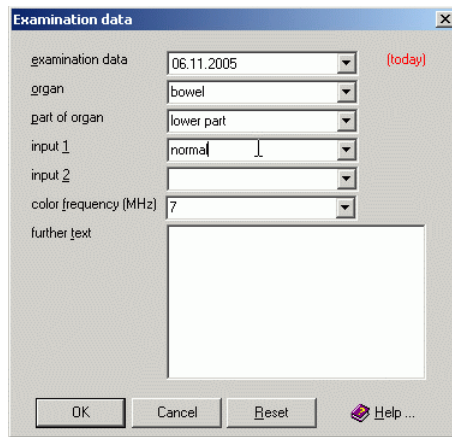 Examination data
examination data 06.11.2005 (today)
organ bowel
part of organ lower part
input 1 normal
input 2
color frequency (MHz) 7
further text
OK Cancel Reset Help ...